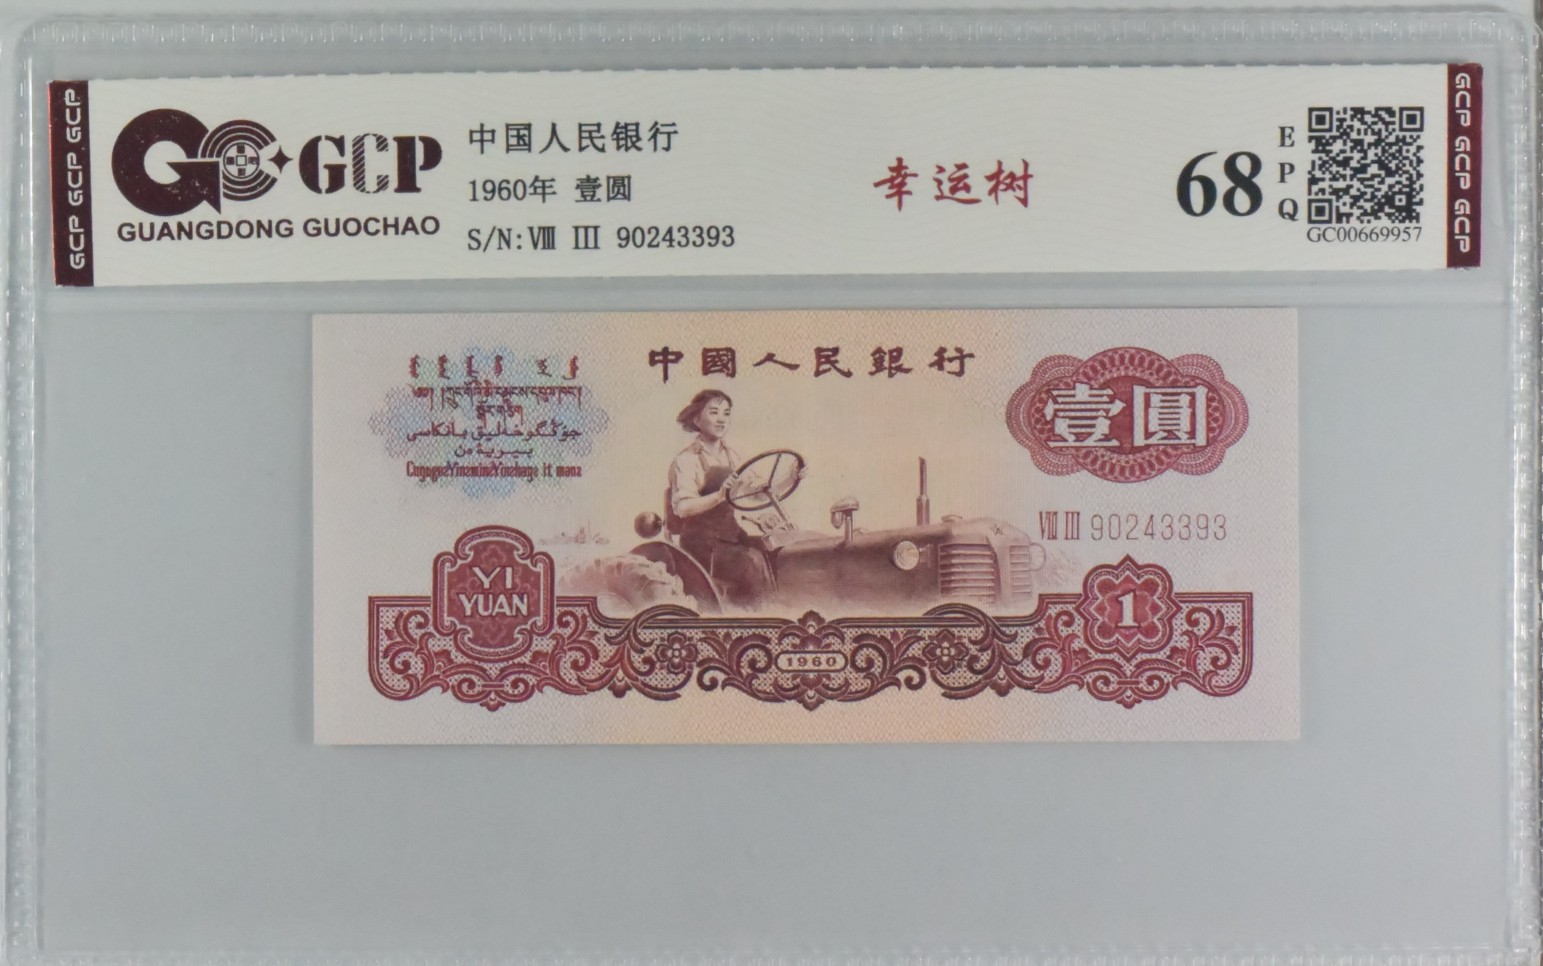 GCP GCP GCP
GCP
GUANGDONG GUOCHAO
中国人民银行
1960年 壹圆
S/N:Ⅷ Ⅲ 90243393
幸运树
68
E
P
Q
GC00669957
GCP GCP GCP
中國人民銀行
壹圓
Ⅷ Ⅲ 90243393
YI
YUAN
1960
1